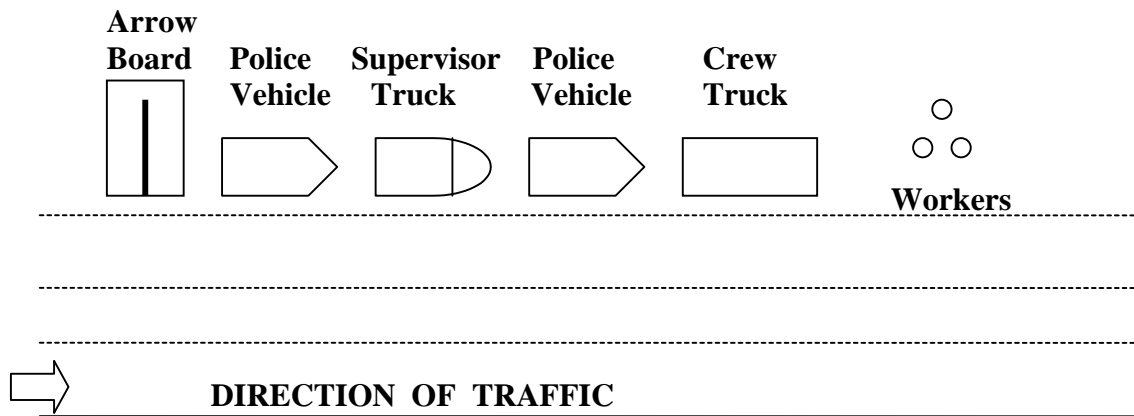 Arrow
Board Police Supervisor Police Crew
Vehicle Truck Vehicle Truck
Workers
DIRECTION OF TRAFFIC